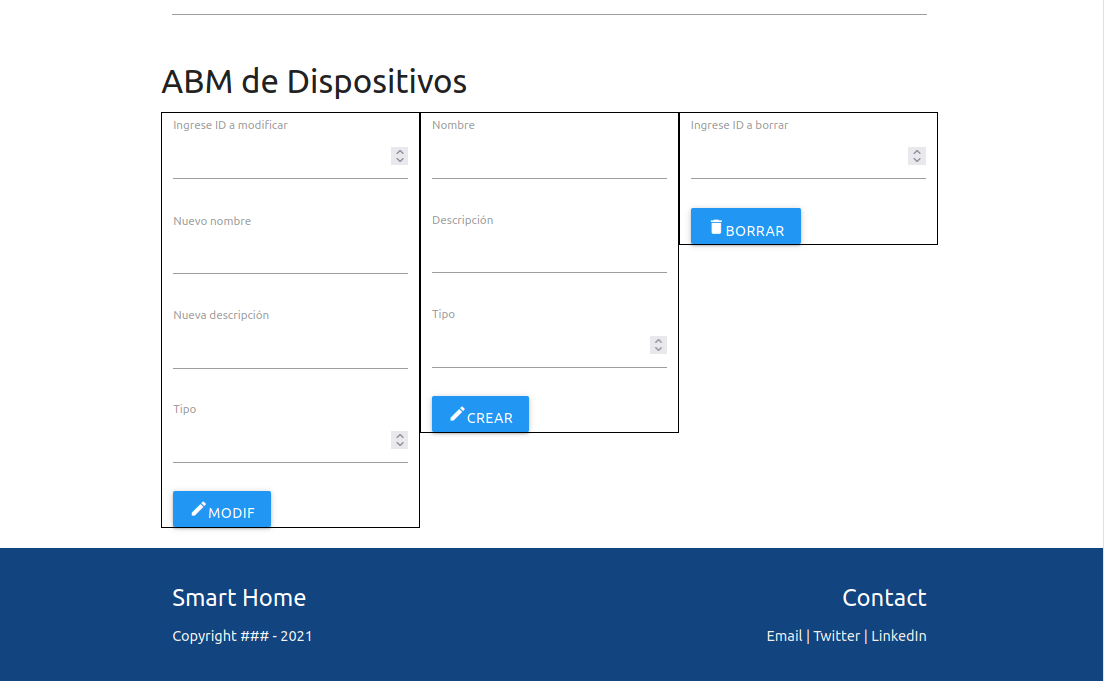 ABM de Dispositivos
Ingrese ID a modificar
Nuevo nombre
Nueva descripción
Tipo
MODIF
Nombre
Descripción
Tipo
CREAR
Ingrese ID a borrar
BORRAR
Smart Home
Copyright ### - 2021
Contact
Email | Twitter | LinkedIn